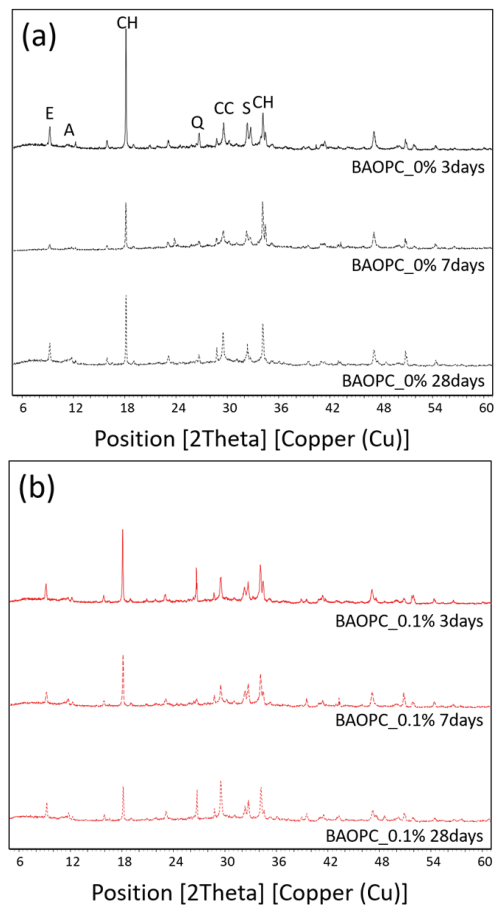 (a)
CH
E
A
Q
CC
S
CH
BAOPC_0% 3days
BAOPC_0% 7days
BAOPC_0% 28days
6 12 18 24 30 36 42 48 54 60
Position [2Theta] [Copper (Cu)]
(b)
BAOPC_0.1% 3days
BAOPC_0.1% 7days
BAOPC_0.1% 28days
6 12 18 24 30 36 42 48 54 60
Position [2Theta] [Copper (Cu)]